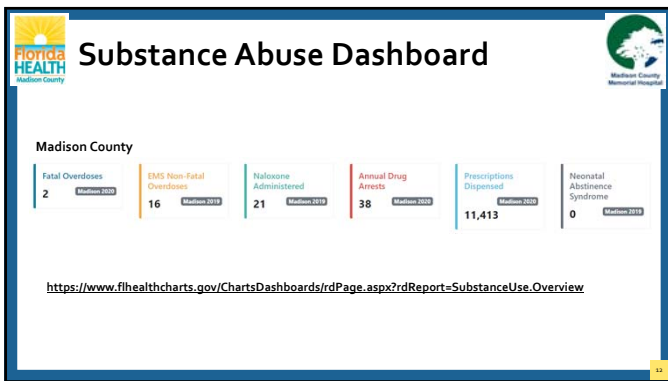 Florida
HEALTH
Madison County
Substance Abuse Dashboard
Madison County
Memorial Hospital
Madison County
Fatal Overdoses
2
Madison 2020
EMS Non-Fatal
Overdoses
16
Madison 2019
Naloxone
Administered
21
Madison 2019
Annual Drug
Arrests
38
Madison 2020
Prescriptions
Dispensed
Madison 2020
11,413
Neonatal
Abstinence
Syndrome
0
Madison 2019
https://www.flhealthcharts.gov/ChartsDashboards/rdPage.aspx?rdReport=SubstanceUse.Overview
12